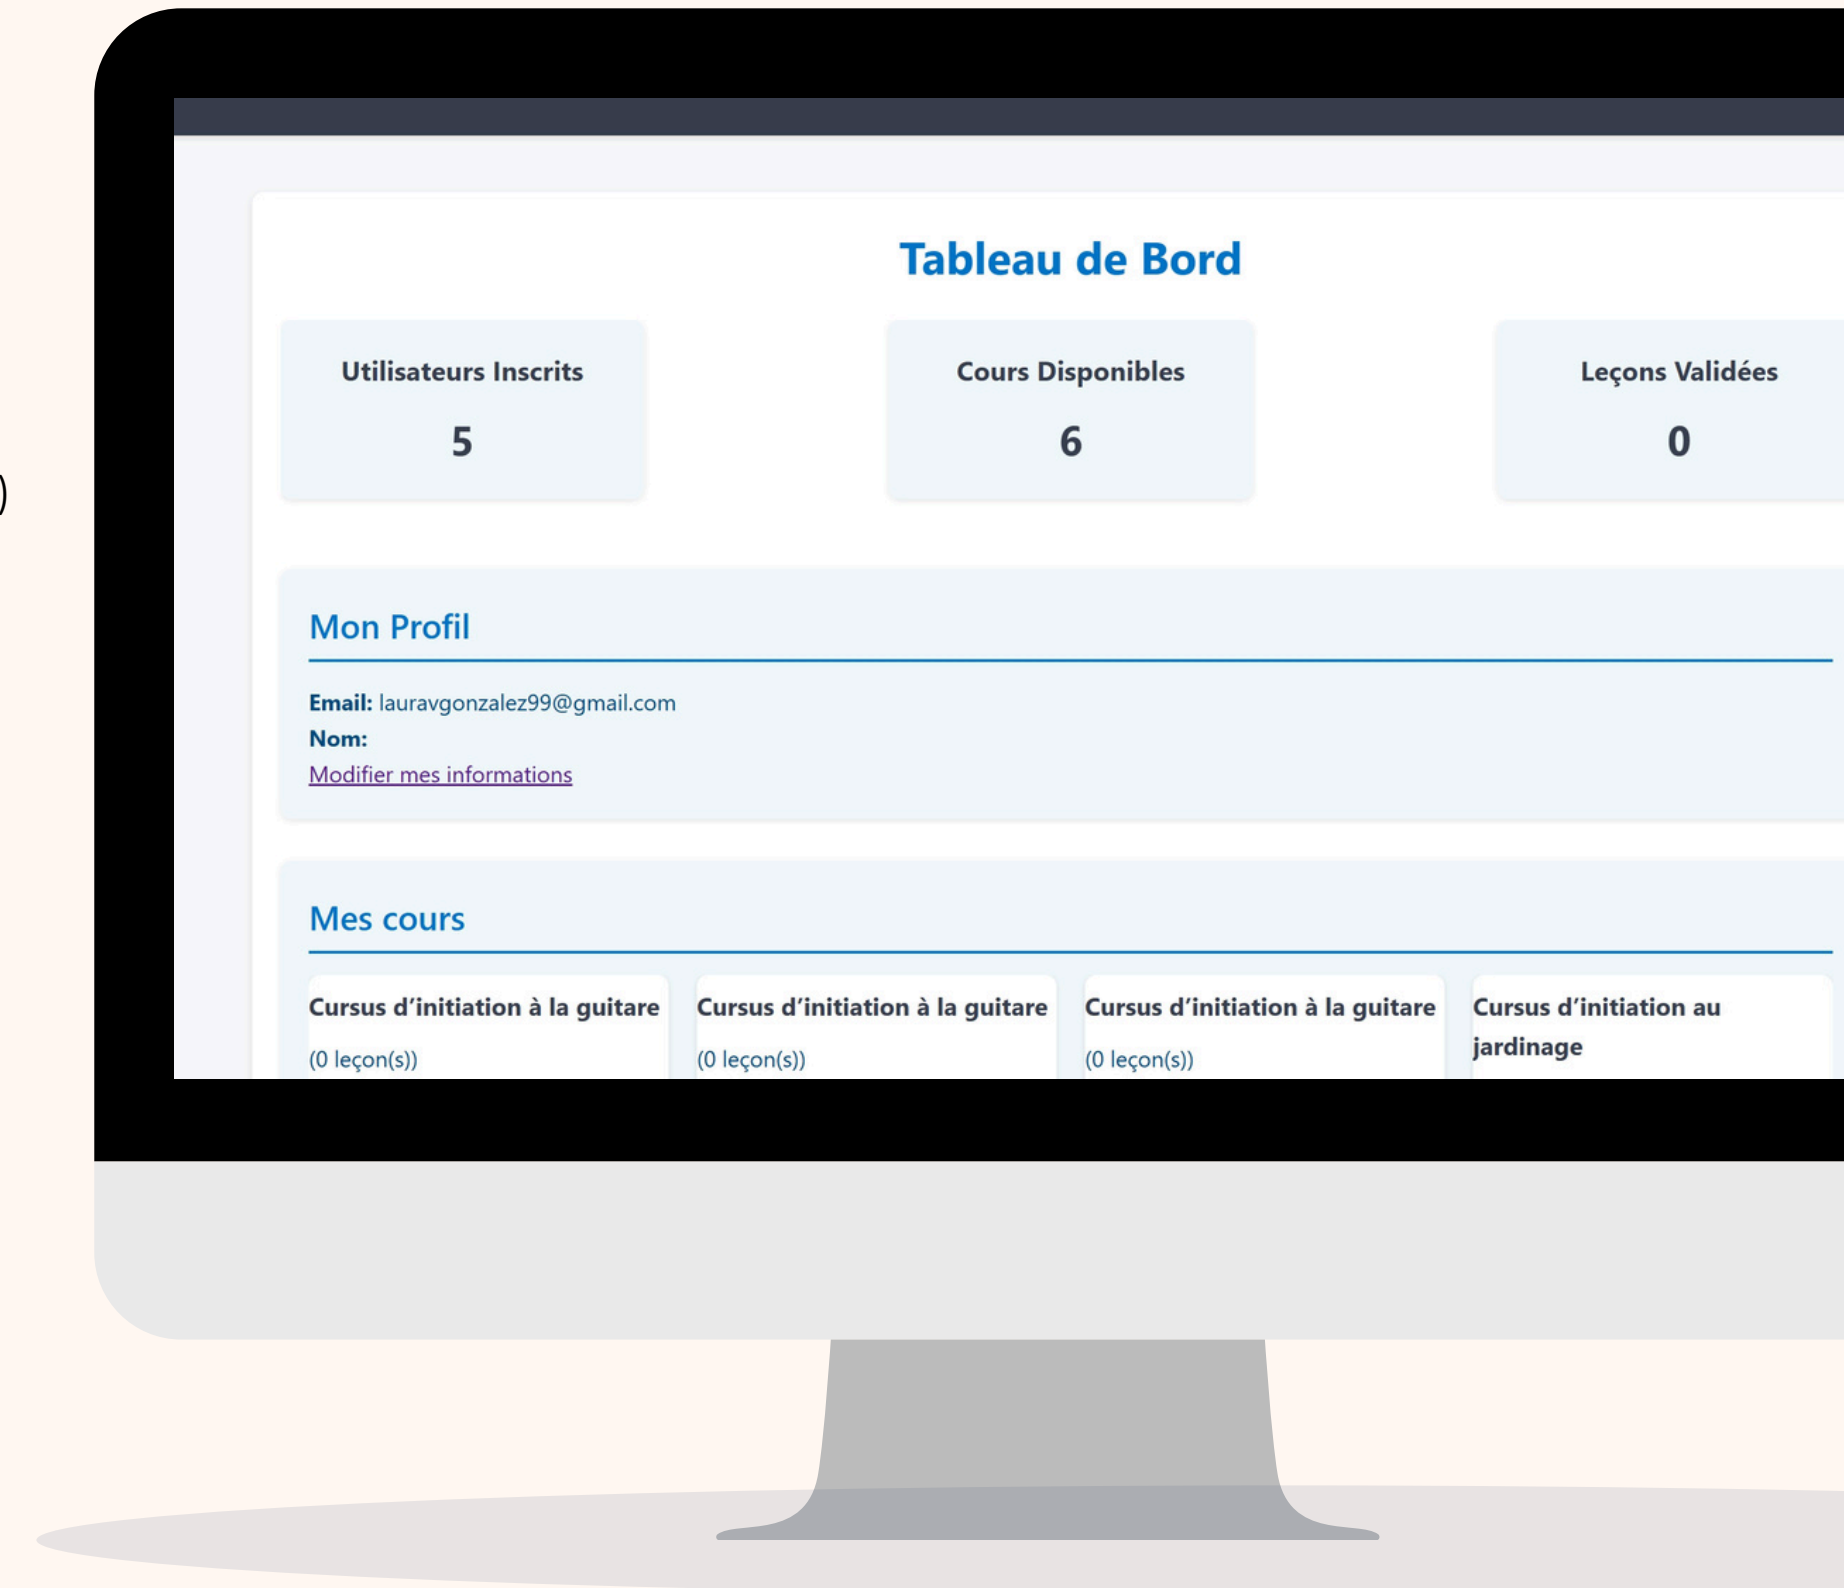 )
Tableau de Bord
Utilisateurs Inscrits
5
Cours Disponibles
6
Leçons Validées
0
Mon Profil
Email: lauravgonzalez99@gmail.com
Nom:
Modifier mes informations
Mes cours
Cursus d’initiation à la guitare
(0 leçon(s))
Cursus d’initiation à la guitare
(0 leçon(s))
Cursus d’initiation à la guitare
(0 leçon(s))
Cursus d’initiation au
jardinage